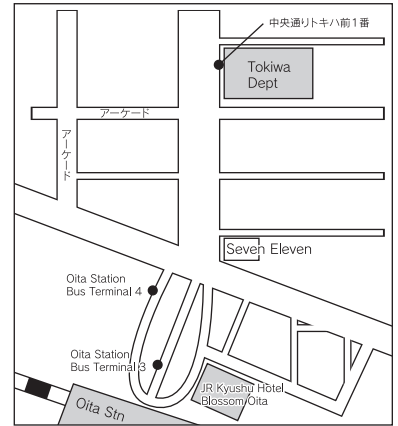 中央通りトキハ前1番
Tokiwa
Dept
アーケード
アーケード
Seven Eleven
Oita Station
Bus Terminal 4
Oita Station
Bus Terminal 3
JR Kyushu Hotel
Blossom Oita
Oita Stn